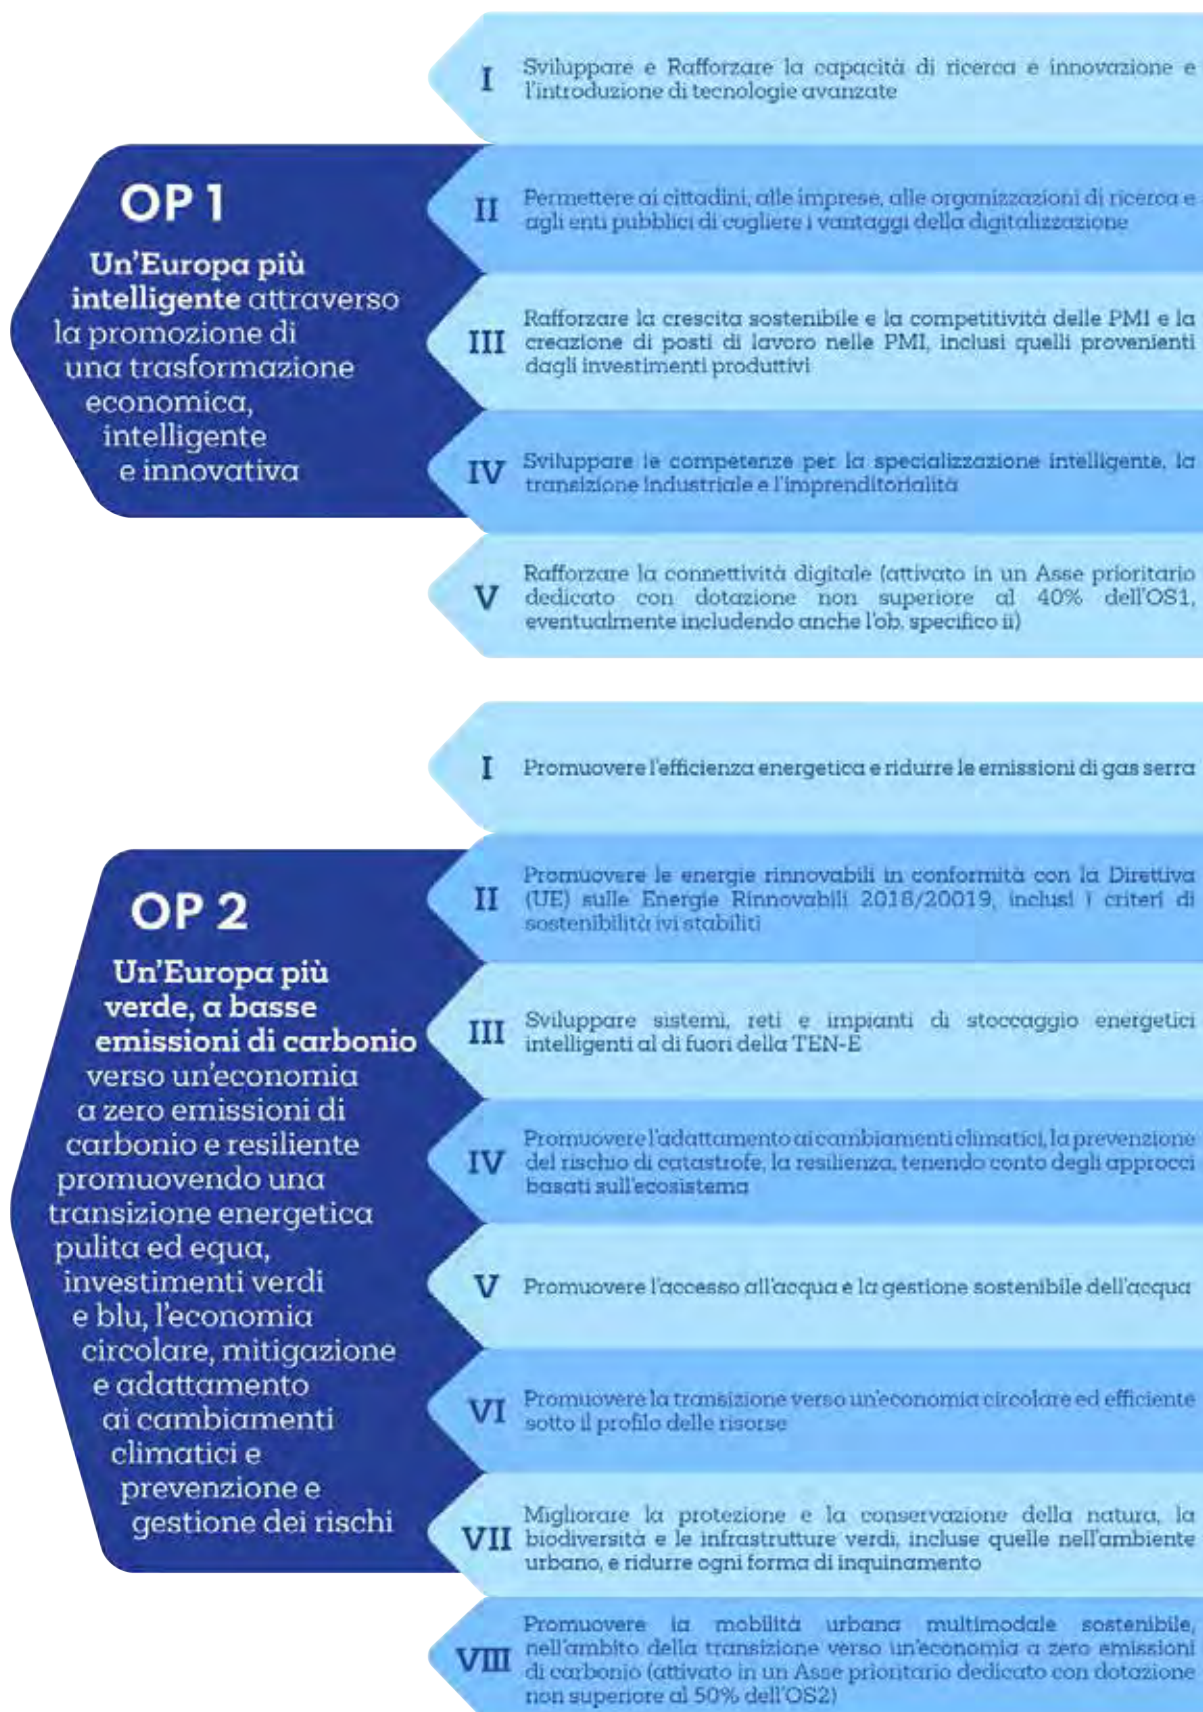 I
Sviluppare e Rafforzare la capacità di ricerca e innovazione e
l'introduzione di tecnologie avanzate
OP 1
Un'Europa più
intelligente attraverso
la promozione di
una trasformazione
economica,
intelligente
e innovativa
II
Permettere ai cittadini, alle imprese, alle organizzazioni di ricerca e
agli enti pubblici di cogliere i vantaggi della digitalizzazione
III
Rafforzare la crescita sostenibile e la competitività delle PMI e la
creazione di posti di lavoro nelle PMI, inclusi quelli provenienti
dagli investimenti produttivi
IV
Sviluppare le competenze per la specializzazione intelligente, la
transizione industriale e l'imprenditorialità
V
Rafforzare la connettività digitale (attivato in un Asse prioritario
dedicato con dotazione non superiore al 40% dell'OS1,
eventualmente includendo anche l'ob. specifico ii)
I
Promuovere l'efficienza energetica e ridurre le emissioni di gas serra
OP 2
Un'Europa più
verde, a basse
emissioni di carbonio
verso un'economia
a zero emissioni di
carbonio e resiliente
promuovendo una
transizione energetica
pulita ed equa,
investimenti verdi
e blu, l'economia
circolare, mitigazione
e adattamento
ai cambiamenti
climatici e
prevenzione e
gestione dei rischi
II
Promuovere le energie rinnovabili in conformità con la Direttiva
(UE) sulle Energie Rinnovabili 2018/20019, inclusi i criteri di
sostenibilità ivi stabiliti
III
Sviluppare sistemi, reti e impianti di stoccaggio energetici
intelligenti al di fuori della TEN-E
IV
Promuovere l'adattamento ai cambiamenti climatici, la prevenzione
del rischio di catastrofe, la resilienza, tenendo conto degli approcci
basati sull'ecosistema
V
Promuovere l'accesso all'acqua e la gestione sostenibile dell'acqua
VI
Promuovere la transizione verso un'economia circolare ed efficiente
sotto il profilo delle risorse
VII
Migliorare la protezione e la conservazione della natura, la
biodiversità e le infrastrutture verdi, incluse quelle nell'ambiente
urbano, e ridurre ogni forma di inquinamento
VIII
Promuovere la mobilità urbana multimodale sostenibile,
nell'ambito della transizione verso un'economia a zero emissioni
di carbonio (attivato in un Asse prioritario dedicato con dotazione
non superiore al 50% dell'OS2)